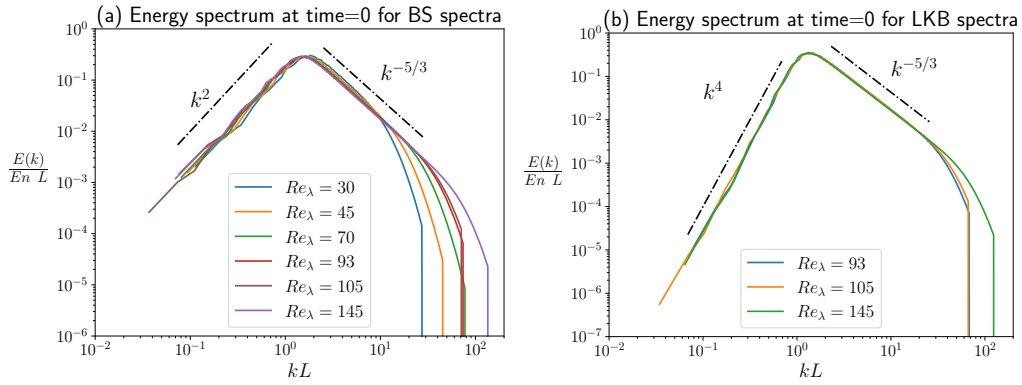 (a) Energy spectrum at time=0 for BS spectra
10^0
10^{-1}
10^{-2}
10^{-3}
10^{-4}
10^{-5}
10^{-6}
E(k)
En L
k^2
k^{-5/3}
Re_λ = 30
Re_λ = 45
Re_λ = 70
Re_λ = 93
Re_λ = 105
Re_λ = 145
10^{-2}
10^{-1}
10^0
10^1
10^2
kL
(b) Energy spectrum at time=0 for LKB spectra
10^0
10^{-1}
10^{-2}
10^{-3}
10^{-4}
10^{-5}
10^{-6}
10^{-7}
E(k)
En L
k^4
k^{-5/3}
Re_λ = 93
Re_λ = 105
Re_λ = 145
10^{-2}
10^{-1}
10^0
10^1
10^2
kL